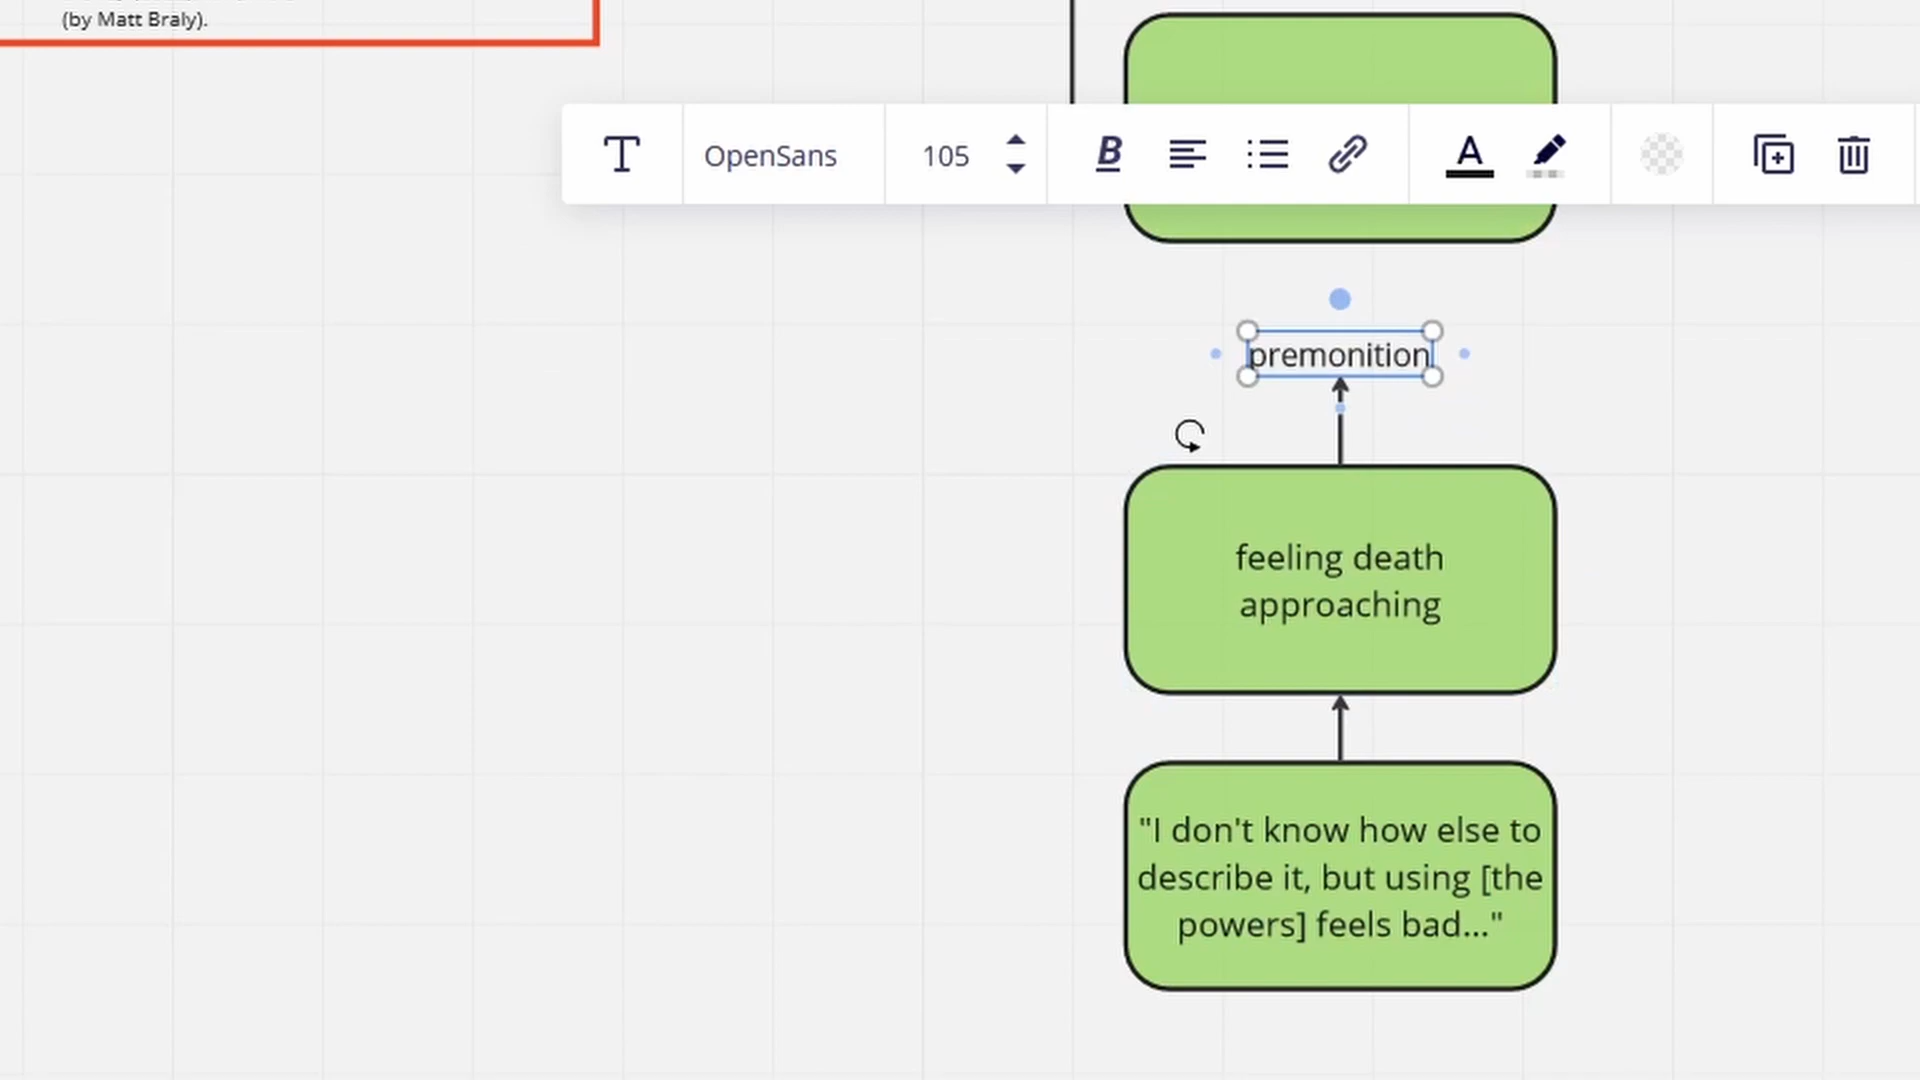 (by Matt Braly).
OpenSans
105
B
A
premonition
feeling death
approaching
"I don't know how else to
describe it, but using [the
powers] feels bad..."